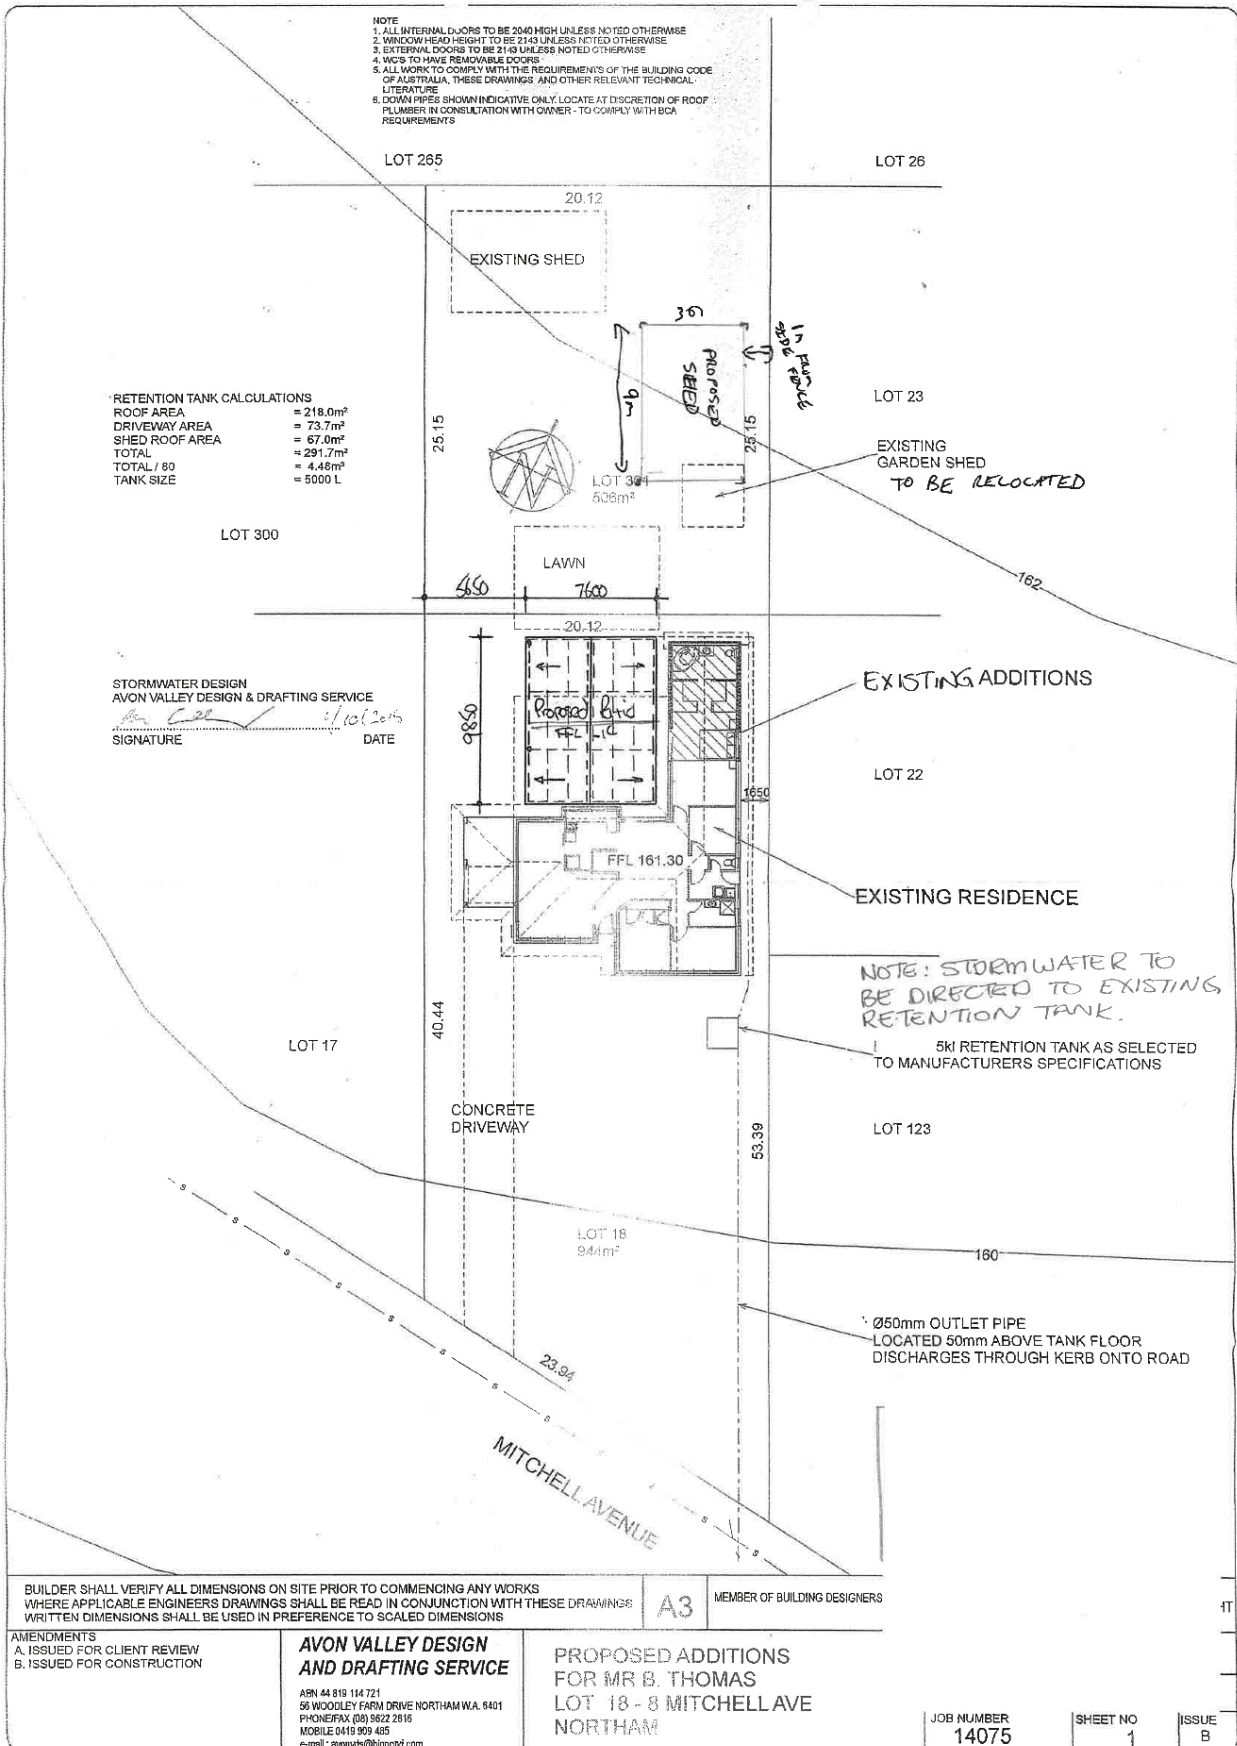 NOTE
1. ALL INTERNAL DOORS TO BE 2040 HIGH UNLESS NOTED OTHERWISE
2. WINDOW HEAD HEIGHT TO BE 2143 UNLESS NOTED OTHERWISE
3. EXTERNAL DOORS TO BE 2143 UNLESS NOTED OTHERWISE
4. WC'S TO HAVE REMOVABLE DOORS
5. ALL WORK TO COMPLY WITH THE REQUIREMENTS OF THE BUILDING CODE
OF AUSTRALIA, THESE DRAWINGS AND OTHER RELEVANT TECHNICAL
LITERATURE
6. DOWN PIPES SHOWN INDICATIVE ONLY. LOCATE AT DISCRETION OF ROOF
PLUMBER IN CONSULTATION WITH OWNER - TO COMPLY WITH BCA
REQUIREMENTS
LOT 265
LOT 26
20.12
EXISTING SHED
PROPOSED
SHED
9m
LOT 23
25.15
25.15
RETENTION TANK CALCULATIONS
ROOF AREA = 218.0m²
DRIVEWAY AREA = 73.7m²
SHED ROOF AREA = 67.0m²
TOTAL = 291.7m²
TOTAL / 80 = 4.48m³
TANK SIZE = 5000 L
EXISTING
GARDEN SHED
TO BE RELOCATED
LOT
506m²
LOT 300
LAWN
162
5650
7600
20.12
STORMWATER DESIGN
AVON VALLEY DESIGN & DRAFTING SERVICE
SIGNATURE DATE
EXISTING ADDITIONS
9850
Proposed Patio
FFL
LOT 22
1650
FFL 161.30
EXISTING RESIDENCE
NOTE: STORMWATER TO
BE DIRECTED TO EXISTING
RETENTION TANK.
5kl RETENTION TANK AS SELECTED
TO MANUFACTURERS SPECIFICATIONS
40.44
LOT 17
CONCRETE
DRIVEWAY
LOT 123
53.39
LOT 18
944m²
160
Ø50mm OUTLET PIPE
LOCATED 50mm ABOVE TANK FLOOR
DISCHARGES THROUGH KERB ONTO ROAD
23.94
MITCHELL AVENUE
BUILDER SHALL VERIFY ALL DIMENSIONS ON SITE PRIOR TO COMMENCING ANY WORKS
WHERE APPLICABLE ENGINEERS DRAWINGS SHALL BE READ IN CONJUNCTION WITH THESE DRAWINGS
WRITTEN DIMENSIONS SHALL BE USED IN PREFERENCE TO SCALED DIMENSIONS
A3
MEMBER OF BUILDING DESIGNERS
AMENDMENTS
A. ISSUED FOR CLIENT REVIEW
B. ISSUED FOR CONSTRUCTION
AVON VALLEY DESIGN
AND DRAFTING SERVICE
ABN 44 819 114 721
56 WOODLEY FARM DRIVE NORTHAM W.A. 6401
PHONE/FAX (08) 9622 2816
MOBILE 0419 909 485
PROPOSED ADDITIONS
FOR MR B. THOMAS
LOT 18 - 8 MITCHELL AVE
NORTHAM
JOB NUMBER
14075
SHEET NO
1
ISSUE
B